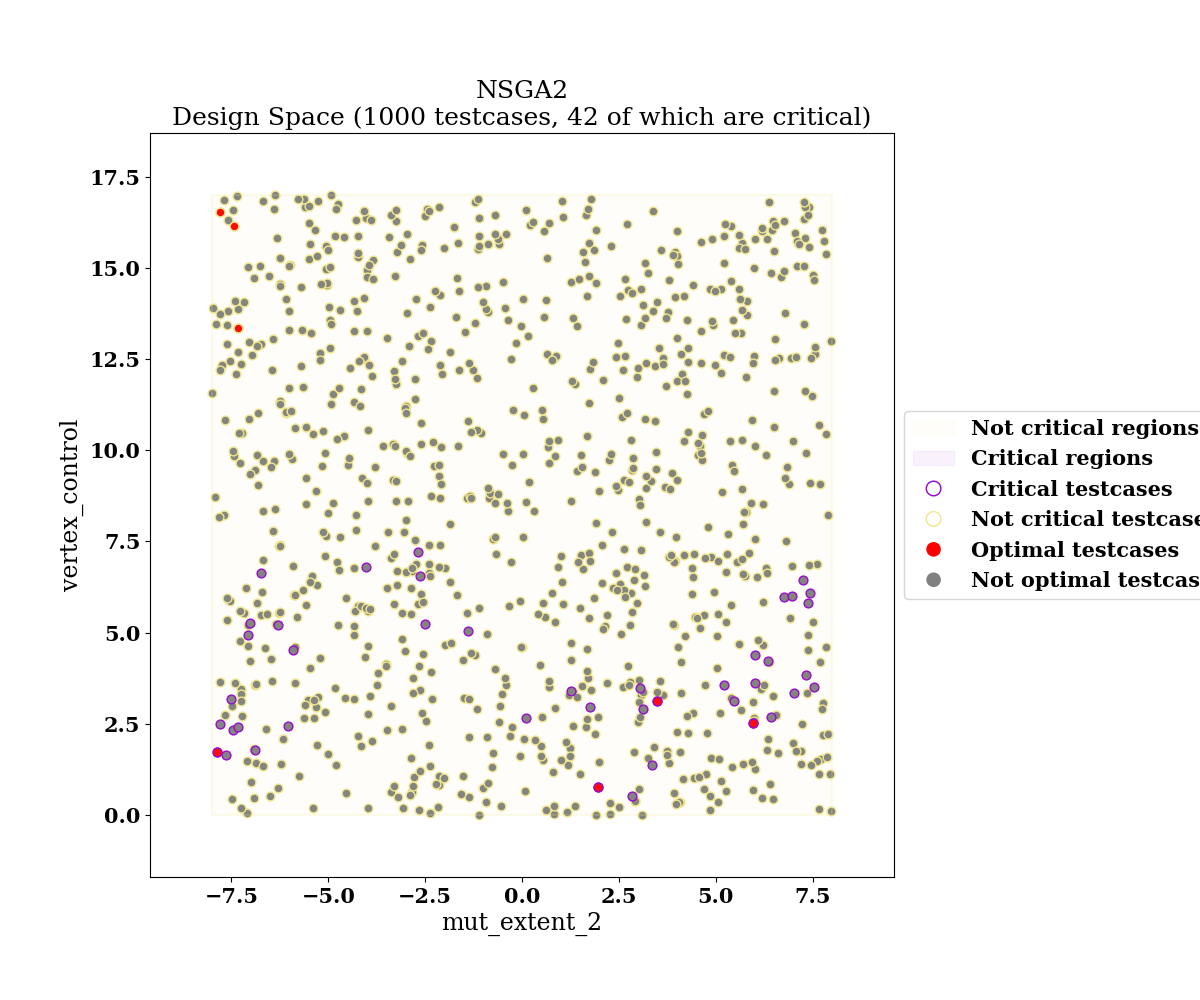 NSGA2
Design Space (1000 testcases, 42 of which are critical)
17.5
15.0
12.5
10.0
7.5
5.0
2.5
0.0
vertex_control
−7.5
−5.0
−2.5
0.0
2.5
5.0
7.5
mut_extent_2
Not critical regions
Critical regions
Critical testcases
Not critical testcase
Optimal testcases
Not optimal testcas